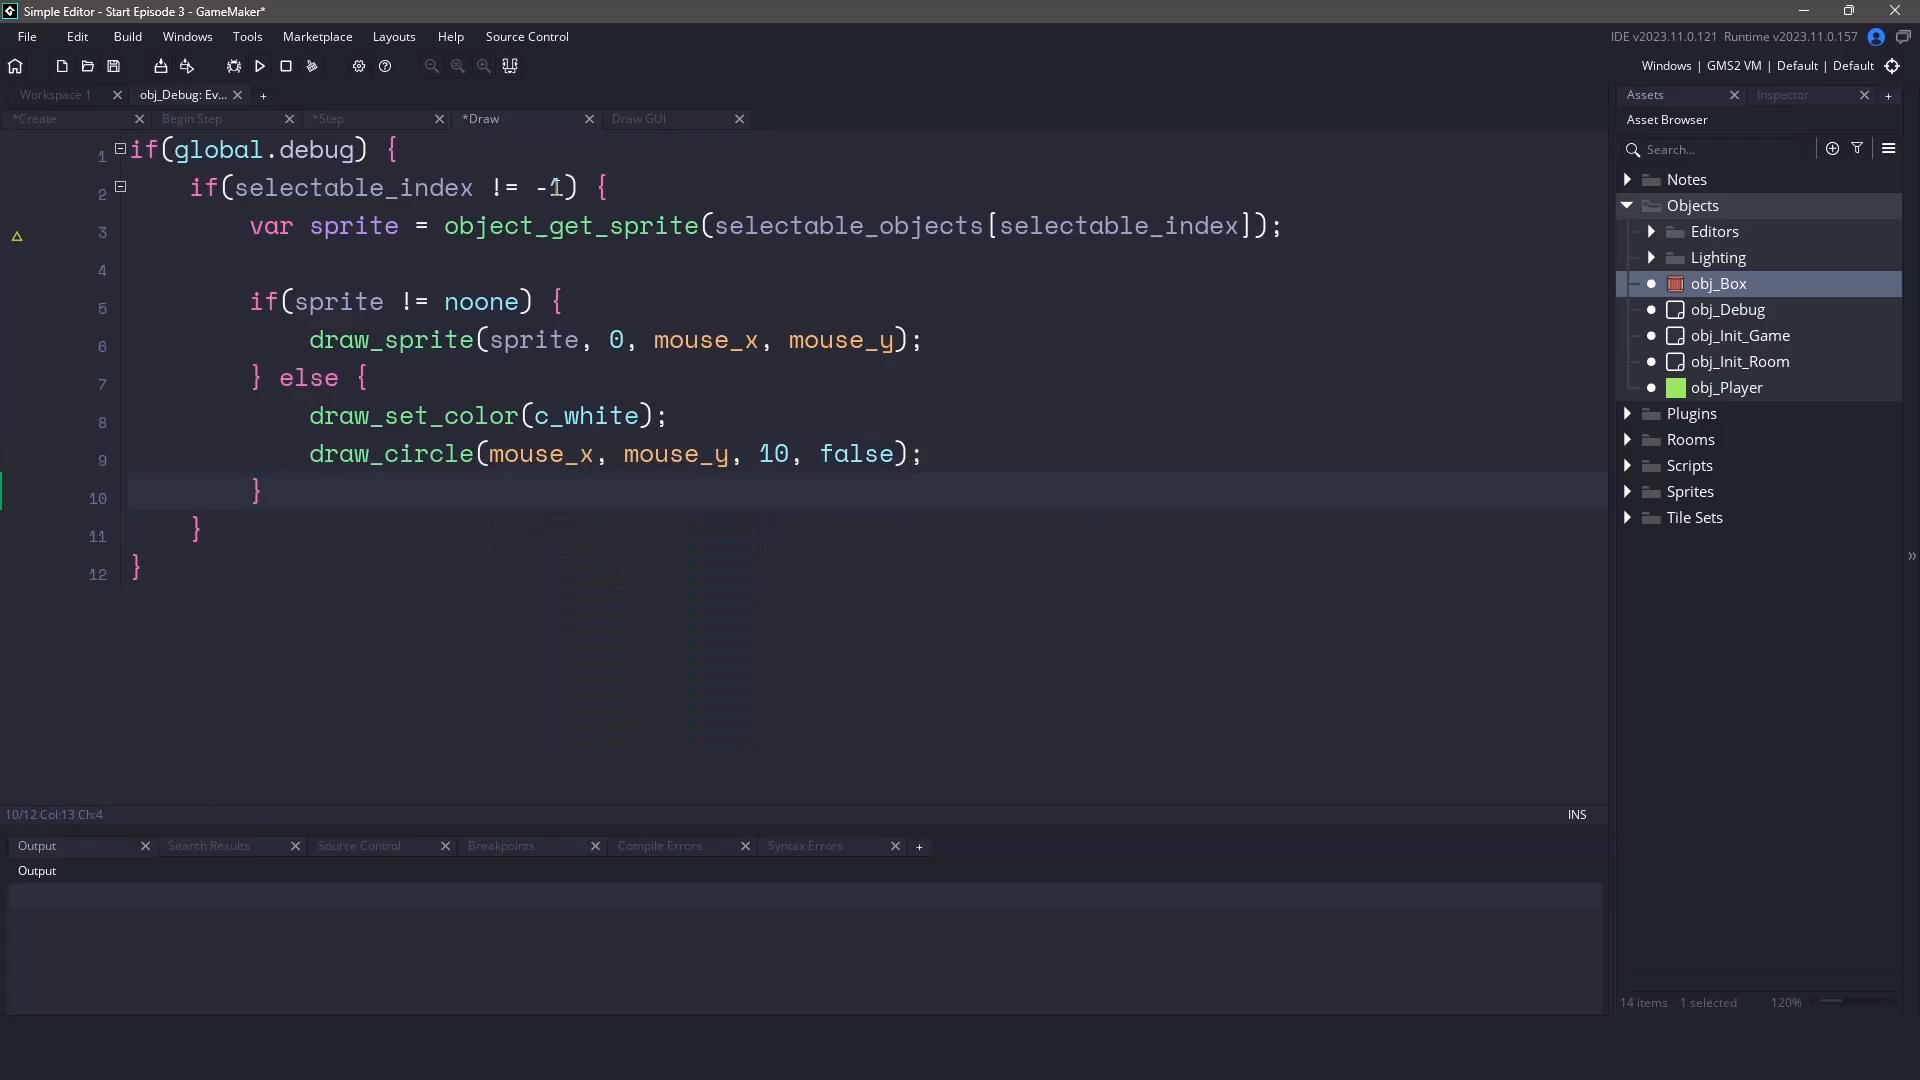 Simple Editor - Start Episode 3 - GameMaker*
File Edit Build Windows Tools Marketplace Layouts Help Source Control
IDE v2023.11.0.121 Runtime v2023.11.0.157
Windows | GMS2 VM | Default | Default
Workspace 1 obj_Debug: Ev... +
*Create Begin Step *Step *Draw Draw GUI
1 if(global.debug) {
2 if(selectable_index != -1) {
3 var sprite = object_get_sprite(selectable_objects[selectable_index]);
4
5 if(sprite != noone) {
6 draw_sprite(sprite, 0, mouse_x, mouse_y);
7 } else {
8 draw_set_color(c_white);
9 draw_circle(mouse_x, mouse_y, 10, false);
10 }
11 }
12 }
10/12 Col:13 Ch:4 INS
Output Search Results Source Control Breakpoints Compile Errors Syntax Errors +
Output
Assets Inspector +
Asset Browser
Search...
Notes
Objects
Editors
Lighting
obj_Box
obj_Debug
obj_Init_Game
obj_Init_Room
obj_Player
Plugins
Rooms
Scripts
Sprites
Tile Sets
14 items 1 selected 120%